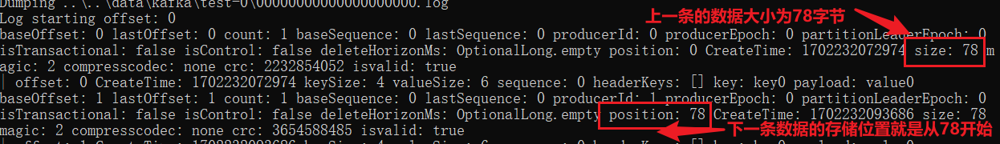 Dumping ..\..\data\kafka\test-0\00000000000000000000.log
Log starting offset: 0
上一条的数据大小为78字节
baseOffset: 0 lastOffset: 0 count: 1 baseSequence: 0 lastSequence: 0 producerId: 0 producerEpoch: 0 partitionLeaderEpoch: 0
isTransactional: false isControl: false deleteHorizonMs: OptionalLong.empty position: 0 CreateTime: 1702232072974 size: 78 m
agic: 2 compresscodec: none crc: 2232854052 isvalid: true
| offset: 0 CreateTime: 1702232072974 keySize: 4 valueSize: 6 sequence: 0 headerKeys: [] key: key0 payload: value0
baseOffset: 1 lastOffset: 1 count: 1 baseSequence: 0 lastSequence: 0 producerId: 1 producerEpoch: 0 partitionLeaderEpoch: 0
isTransactional: false isControl: false deleteHorizonMs: OptionalLong.empty position: 78 CreateTime: 1702232093686 size: 78
magic: 2 compresscodec: none crc: 3654588485 isvalid: true
下一条数据的存储位置就是从78开始